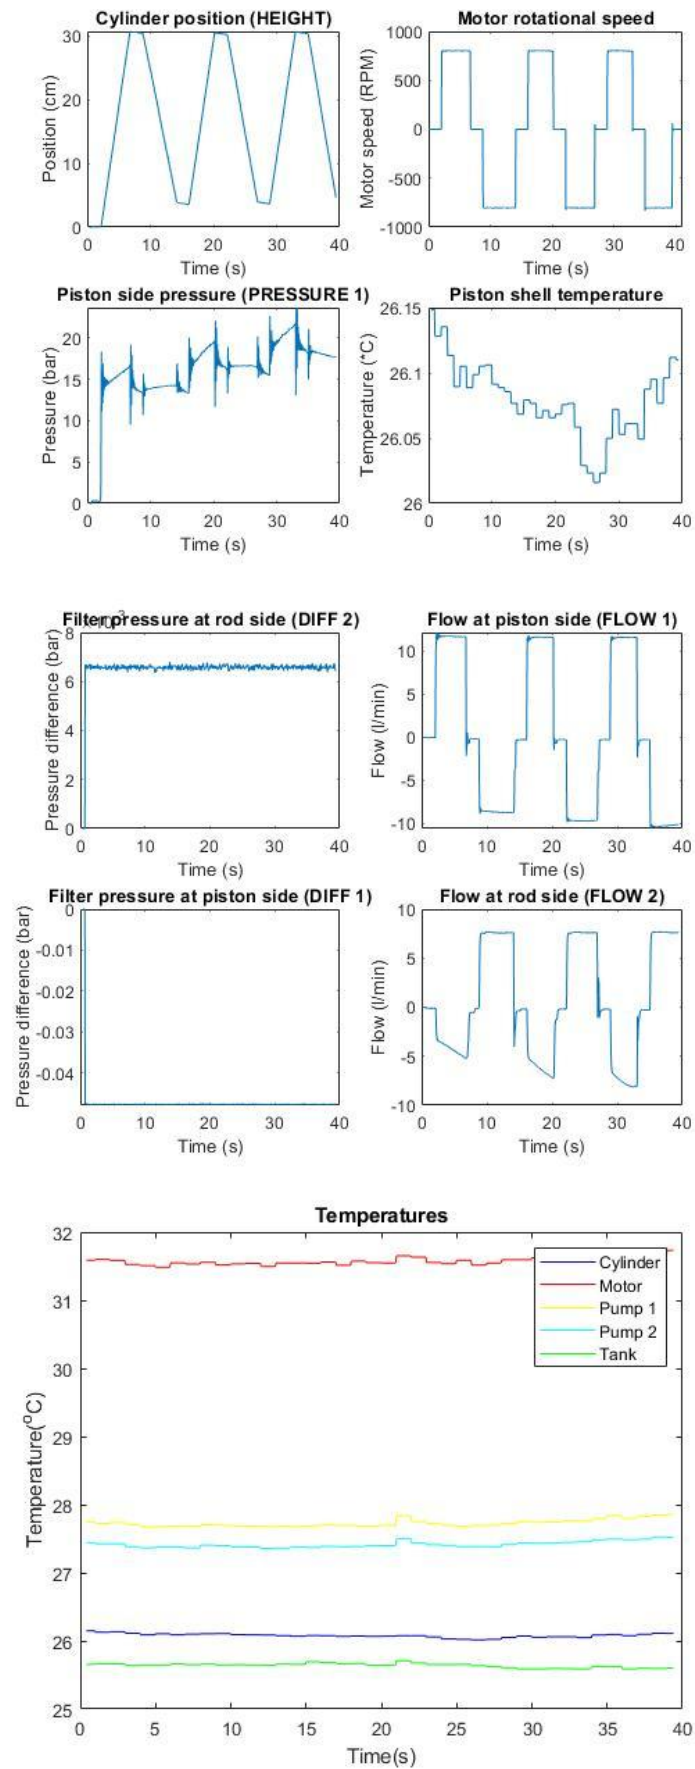 Cylinder position (HEIGHT)
Position (cm)
30
20
10
0
0 10 20 30 40
Time (s)
Motor rotational speed
Motor speed (RPM)
1000
500
0
-500
-1000
0 10 20 30 40
Time (s)
Piston side pressure (PRESSURE 1)
Pressure (bar)
20
15
10
5
0
0 10 20 30 40
Time (s)
Piston shell temperature
Temperature (*C)
26.15
26.1
26.05
26
0 10 20 30 40
Time (s)
Filter pressure at rod side (DIFF 2)
Pressure difference (bar)
8
6
4
2
0
0 10 20 30 40
Time (s)
Flow at piston side (FLOW 1)
Flow (l/min)
10
5
0
-5
-10
0 10 20 30 40
Time (s)
Filter pressure at piston side (DIFF 1)
Pressure difference (bar)
0
-0.01
-0.02
-0.03
-0.04
0 10 20 30 40
Time (s)
Flow at rod side (FLOW 2)
Flow (l/min)
10
5
0
-5
-10
0 10 20 30 40
Time (s)
Temperatures
Temperature(°C)
32
31
30
29
28
27
26
25
Cylinder
Motor
Pump 1
Pump 2
Tank
0 5 10 15 20 25 30 35 40
Time(s)